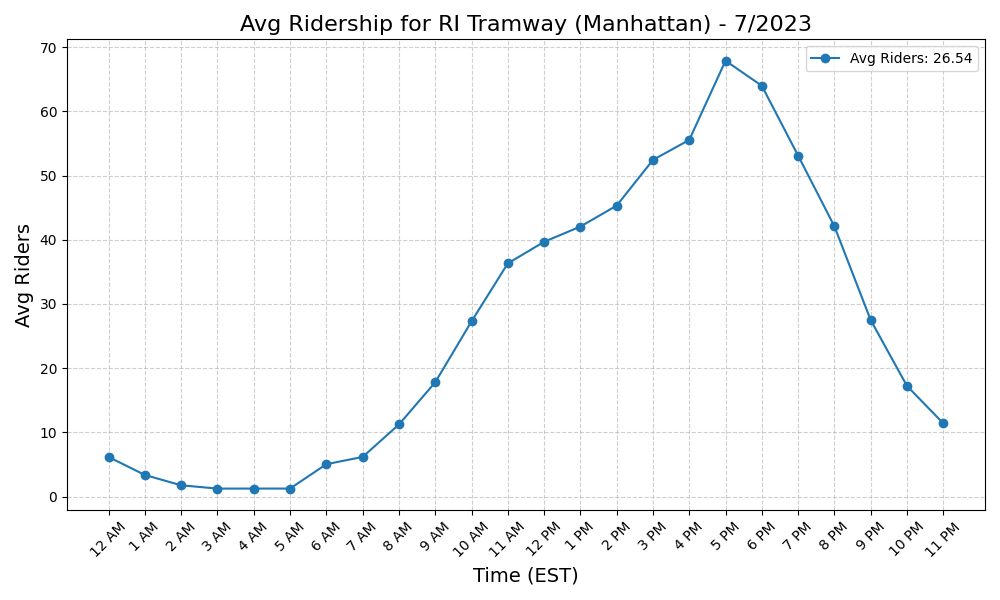 Avg Ridership for RI Tramway (Manhattan) - 7/2023
Avg Riders: 26.54
Avg Riders
70
60
50
40
30
20
10
0
12 AM 1 AM 2 AM 3 AM 4 AM 5 AM 6 AM 7 AM 8 AM 9 AM 10 AM 11 AM 12 PM 1 PM 2 PM 3 PM 4 PM 5 PM 6 PM 7 PM 8 PM 9 PM 10 PM 11 PM
Time (EST)